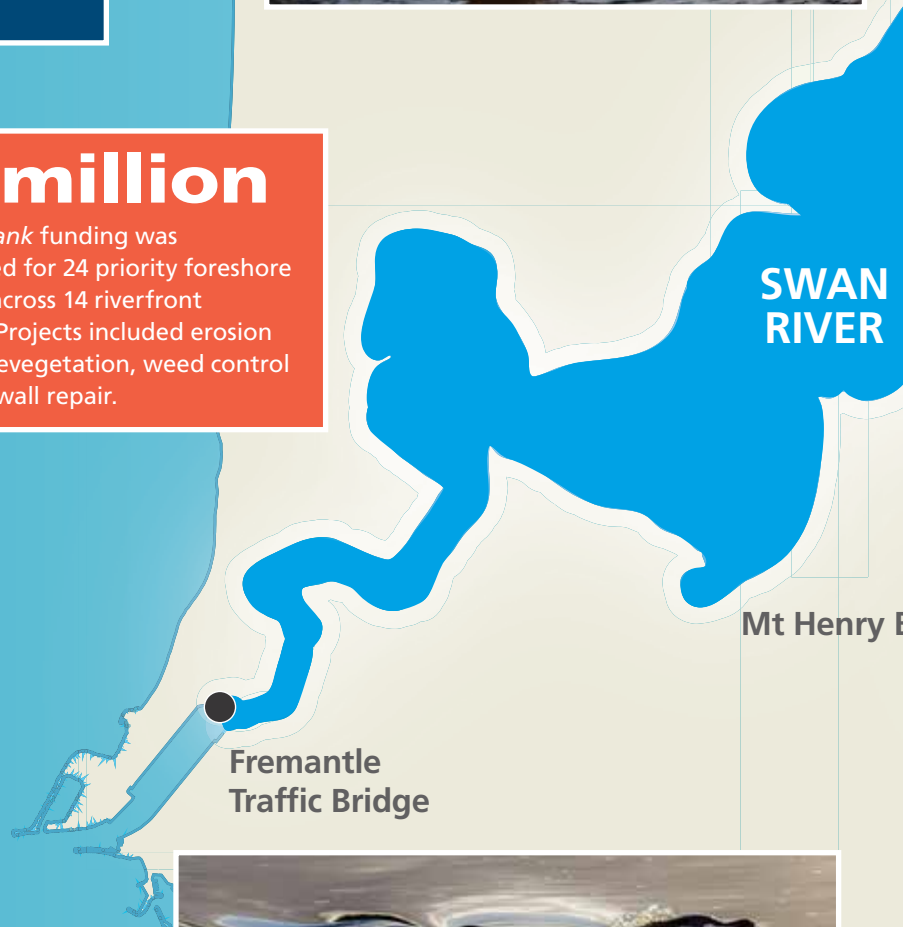 million
ank funding was
ed for 24 priority foreshore
across 14 riverfront
Projects included erosion
evegetation, weed control
wall repair.
SWAN
RIVER
Mt Henry
Fremantle
Traffic Bridge